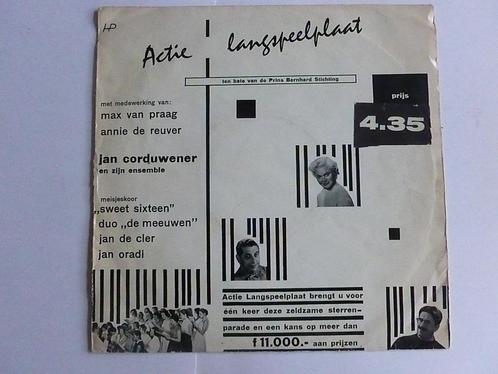 HP
Actie langspeelplaat
ten bate van de Prins Bernhard Stichting
prijs
4.35
met medewerking van:
max van praag
annie de reuver
jan corduwener
en zijn ensemble
meisjeskoor
„sweet sixteen”
duo „de meeuwen”
jan de cler
jan oradi
Actie Langspeelplaat brengt u voor
één keer deze zeldzame sterren-
parade en een kans op meer dan
f 11.000.- aan prijzen